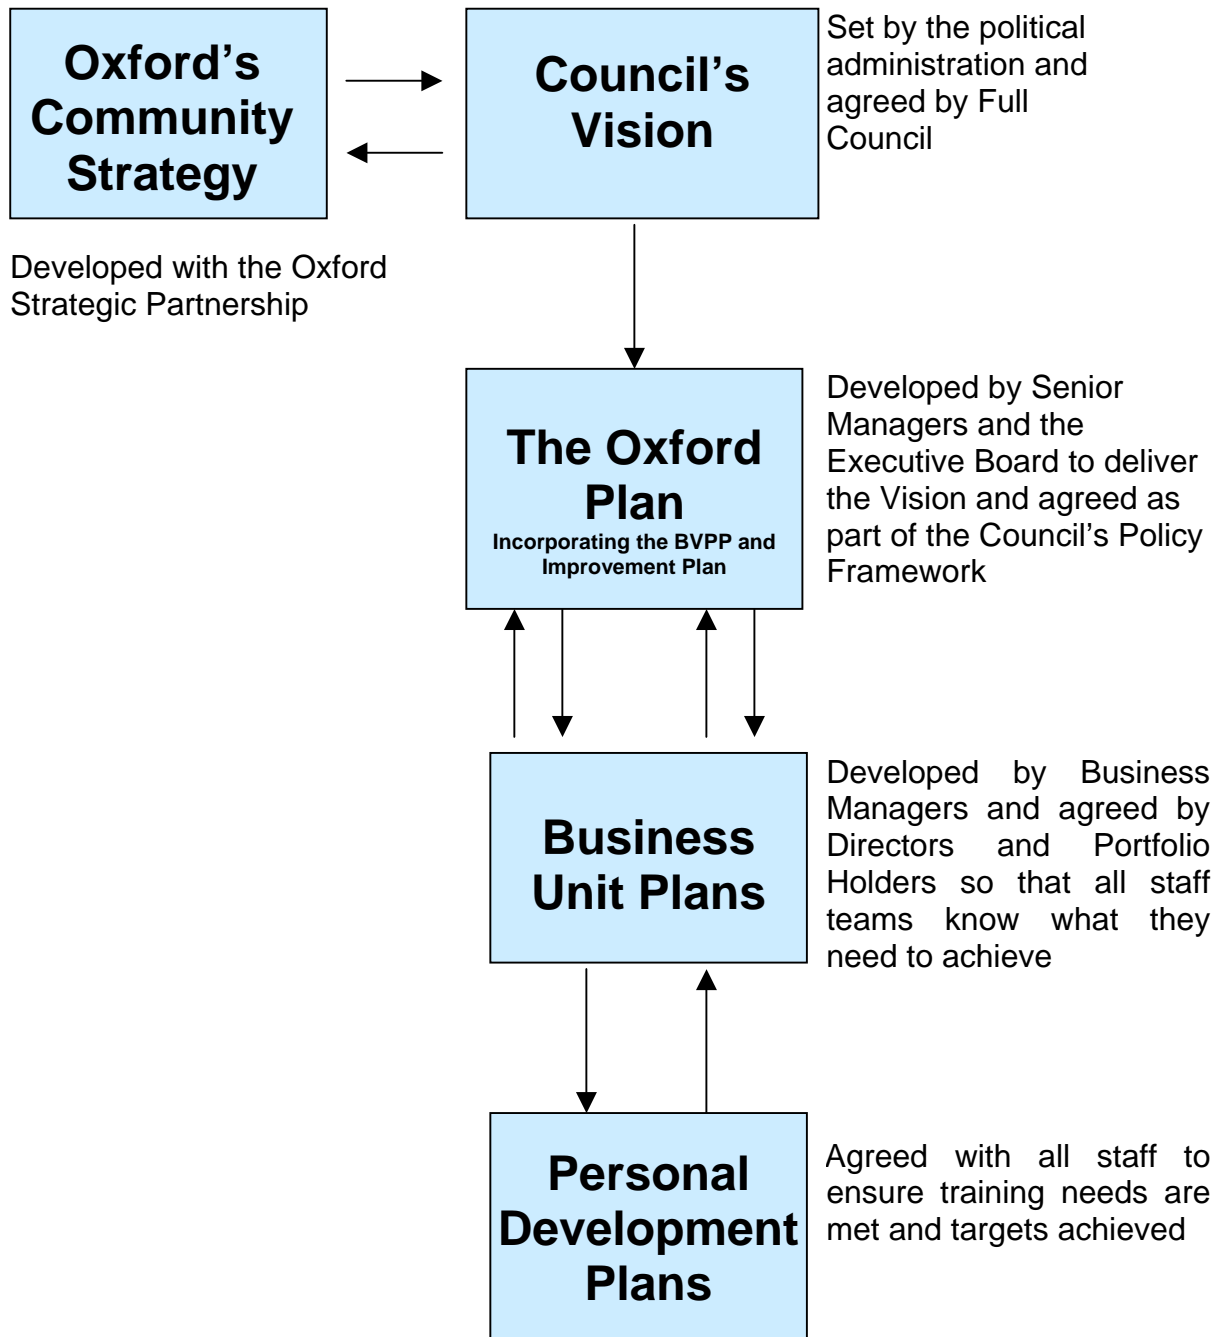 Oxford’s
Community
Strategy
Council’s
Vision
Set by the political
administration and
agreed by Full
Council
Developed with the Oxford
Strategic Partnership
The Oxford
Plan
Incorporating the BVPP and
Improvement Plan
Developed by Senior
Managers and the
Executive Board to deliver
the Vision and agreed as
part of the Council’s Policy
Framework
Business
Unit Plans
Developed by Business
Managers and agreed by
Directors and Portfolio
Holders so that all staff
teams know what they
need to achieve
Personal
Development
Plans
Agreed with all staff to
ensure training needs are
met and targets achieved